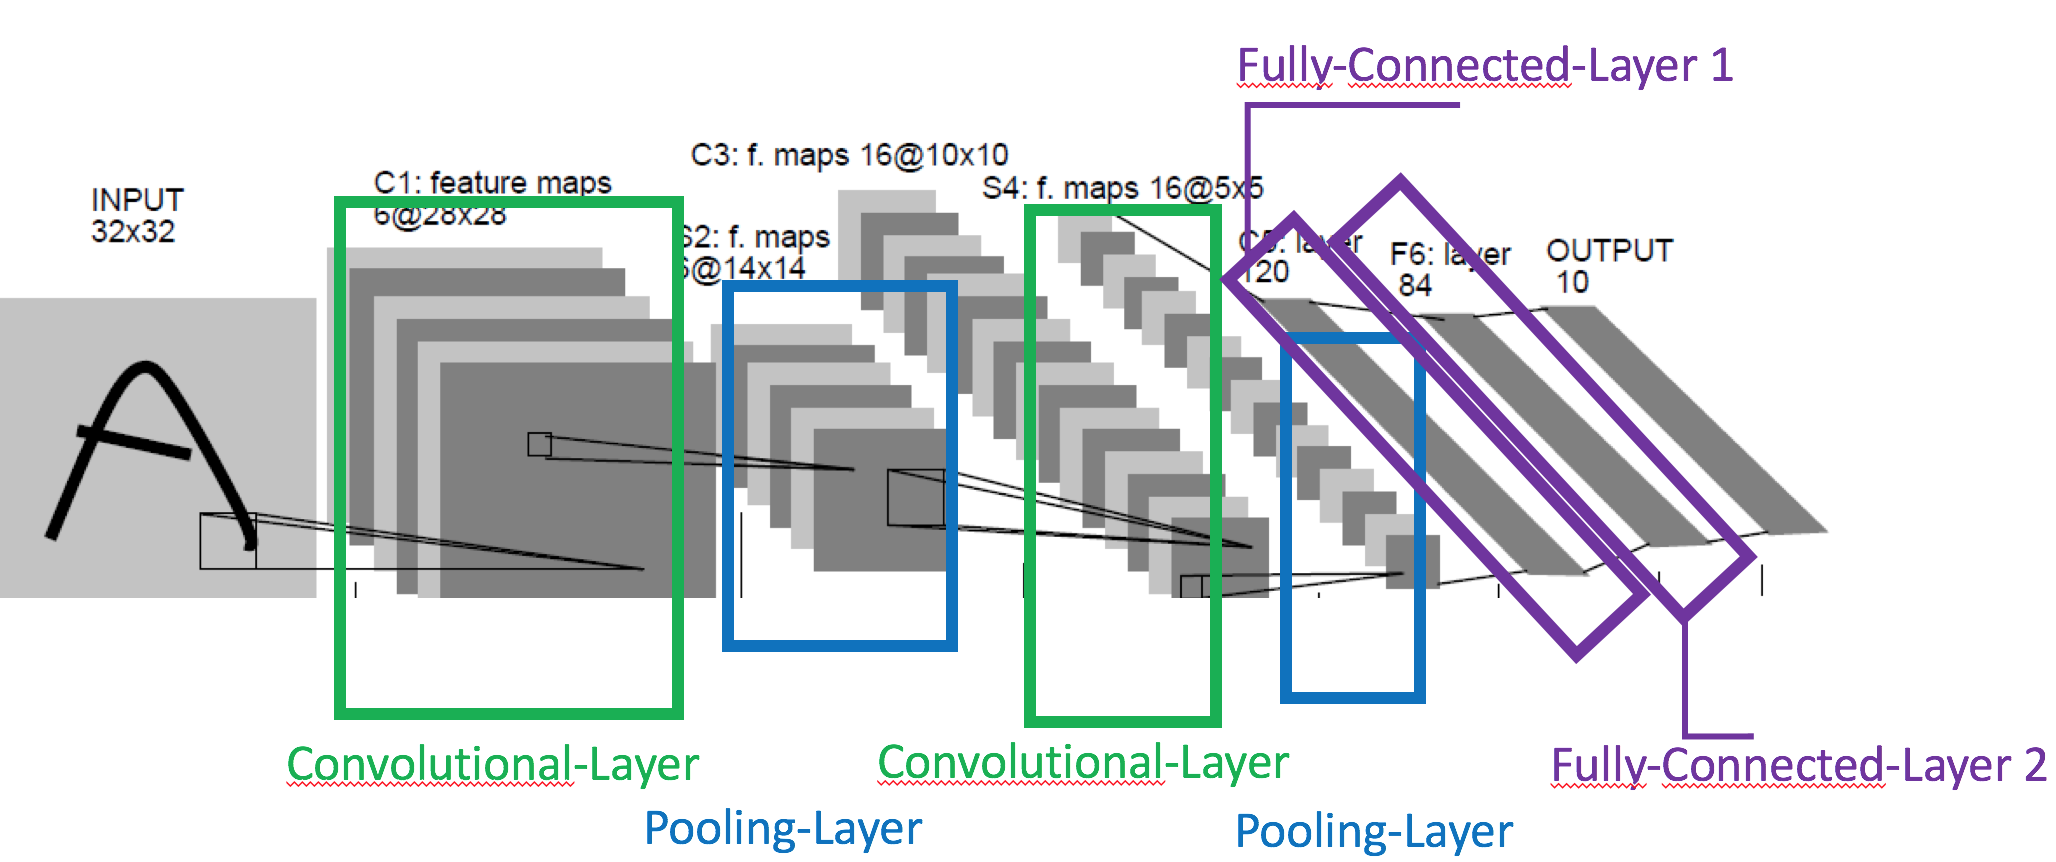 Fully-Connected-Layer 1
C3: f. maps 16@10x10
S4: f. maps 16@5x5
C1: feature maps
6@28x28
INPUT
32x32
S2: f. maps
6@14x14
C5: layer
120
F6: layer
84
OUTPUT
10
A
Convolutional-Layer
Convolutional-Layer
Fully-Connected-Layer 2
Pooling-Layer
Pooling-Layer